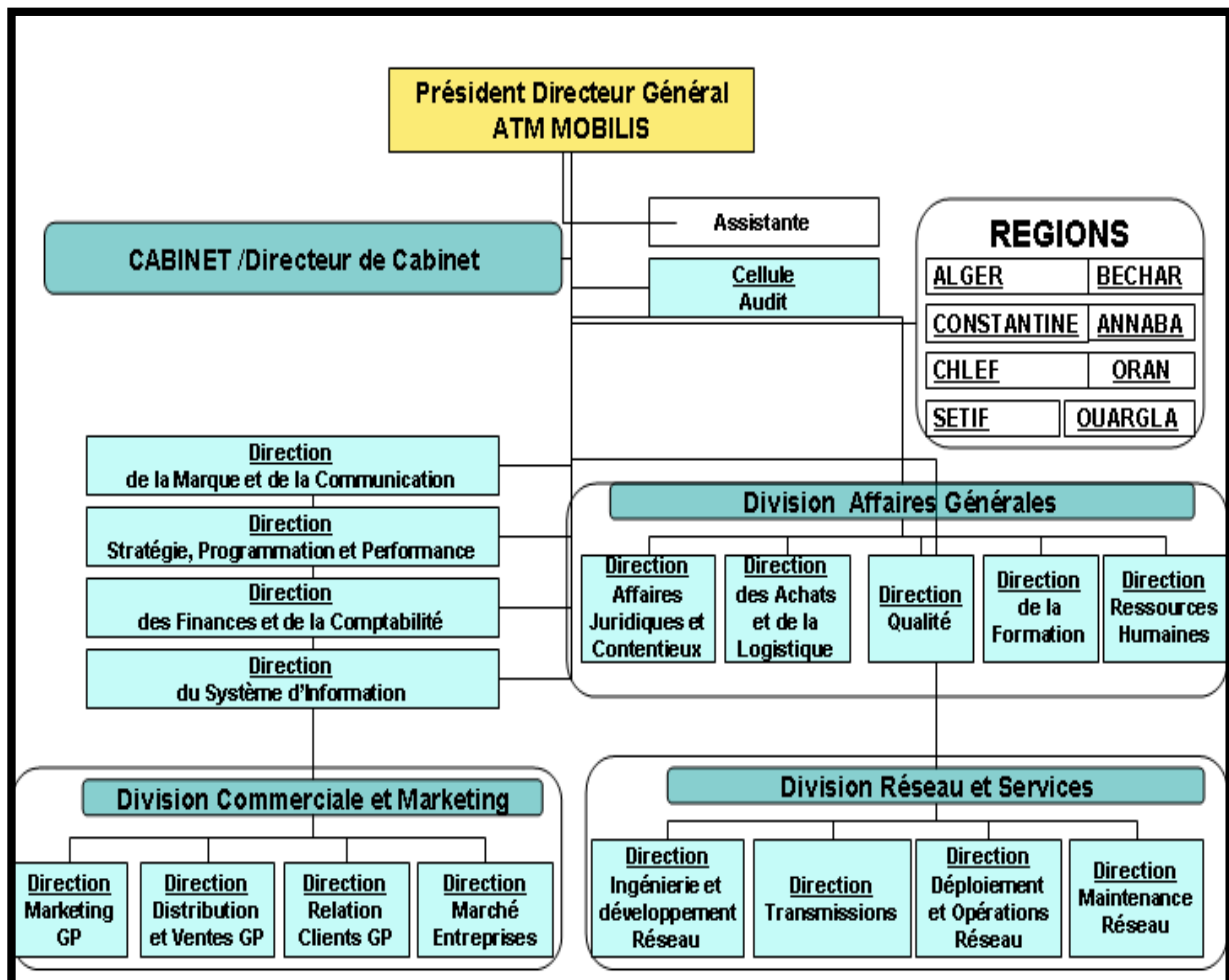 Président Directeur Général
ATM MOBILIS
Assistante
CABINET /Directeur de Cabinet
Cellule
Audit
REGIONS
ALGER
BECHAR
CONSTANTINE
ANNABA
CHLEF
ORAN
SETIF
OUARGLA
Direction
de la Marque et de la Communication
Direction
Stratégie, Programmation et Performance
Direction
des Finances et de la Comptabilité
Direction
du Système d'Information
Division Affaires Générales
Direction
Affaires
Juridiques et
Contentieux
Direction
des Achats
et de la
Logistique
Direction
Qualité
Direction
de la
Formation
Direction
Ressources
Humaines
Division Commerciale et Marketing
Direction
Marketing
GP
Direction
Distribution
et Ventes GP
Direction
Relation
Clients GP
Direction
Marché
Entreprises
Division Réseau et Services
Direction
Ingénierie et
développement
Réseau
Direction
Transmissions
Direction
Déploiement
et Opérations
Réseau
Direction
Maintenance
Réseau